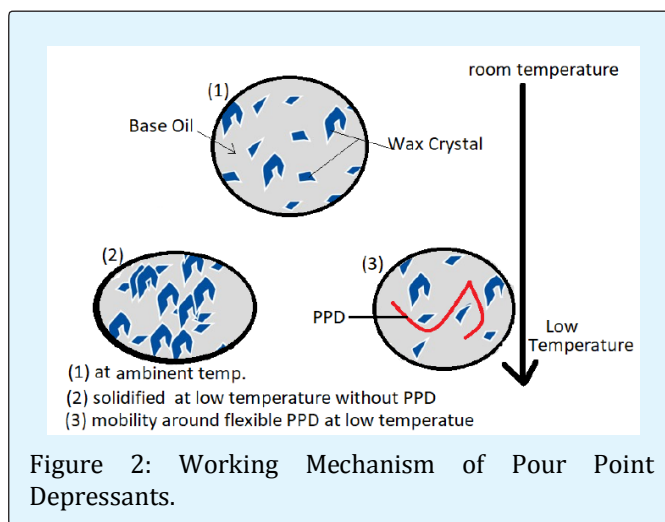 room temperature
(1)
Base Oil
Wax Crystal
(2)
(3)
PPD
Low
Temperature
(1) at ambinent temp.
(2) solidified at low temperature without PPD
(3) mobility around flexible PPD at low temperatue
Figure 2: Working Mechanism of Pour Point
Depressants.